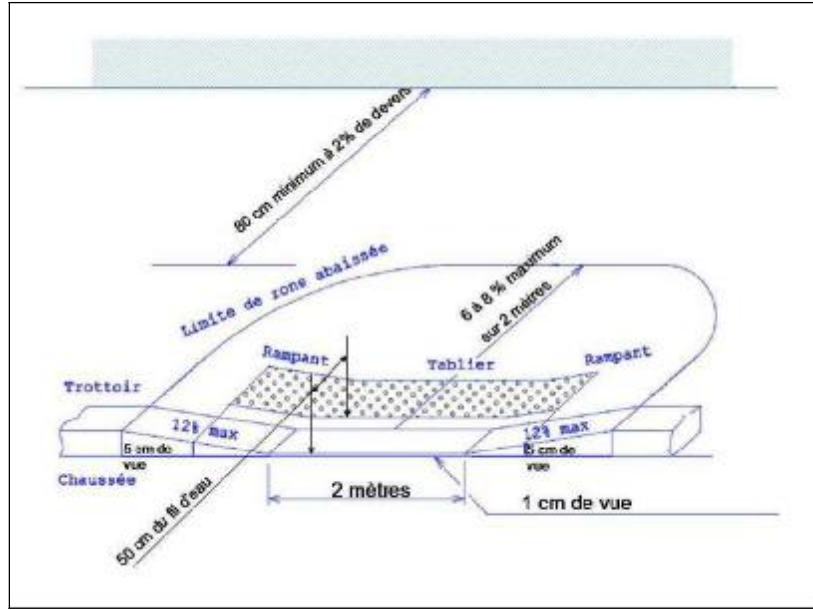 80 cm minimum à 2% de devers
Limite de zone abaissée
6 à 8 % maximum
sur 2 mètres
Rampant
Tablier
Rampant
Trottoir
12% max
12% max
5 cm de
vue
5 cm de
vue
Chaussée
2 mètres
1 cm de vue
50 cm du fil d'eau